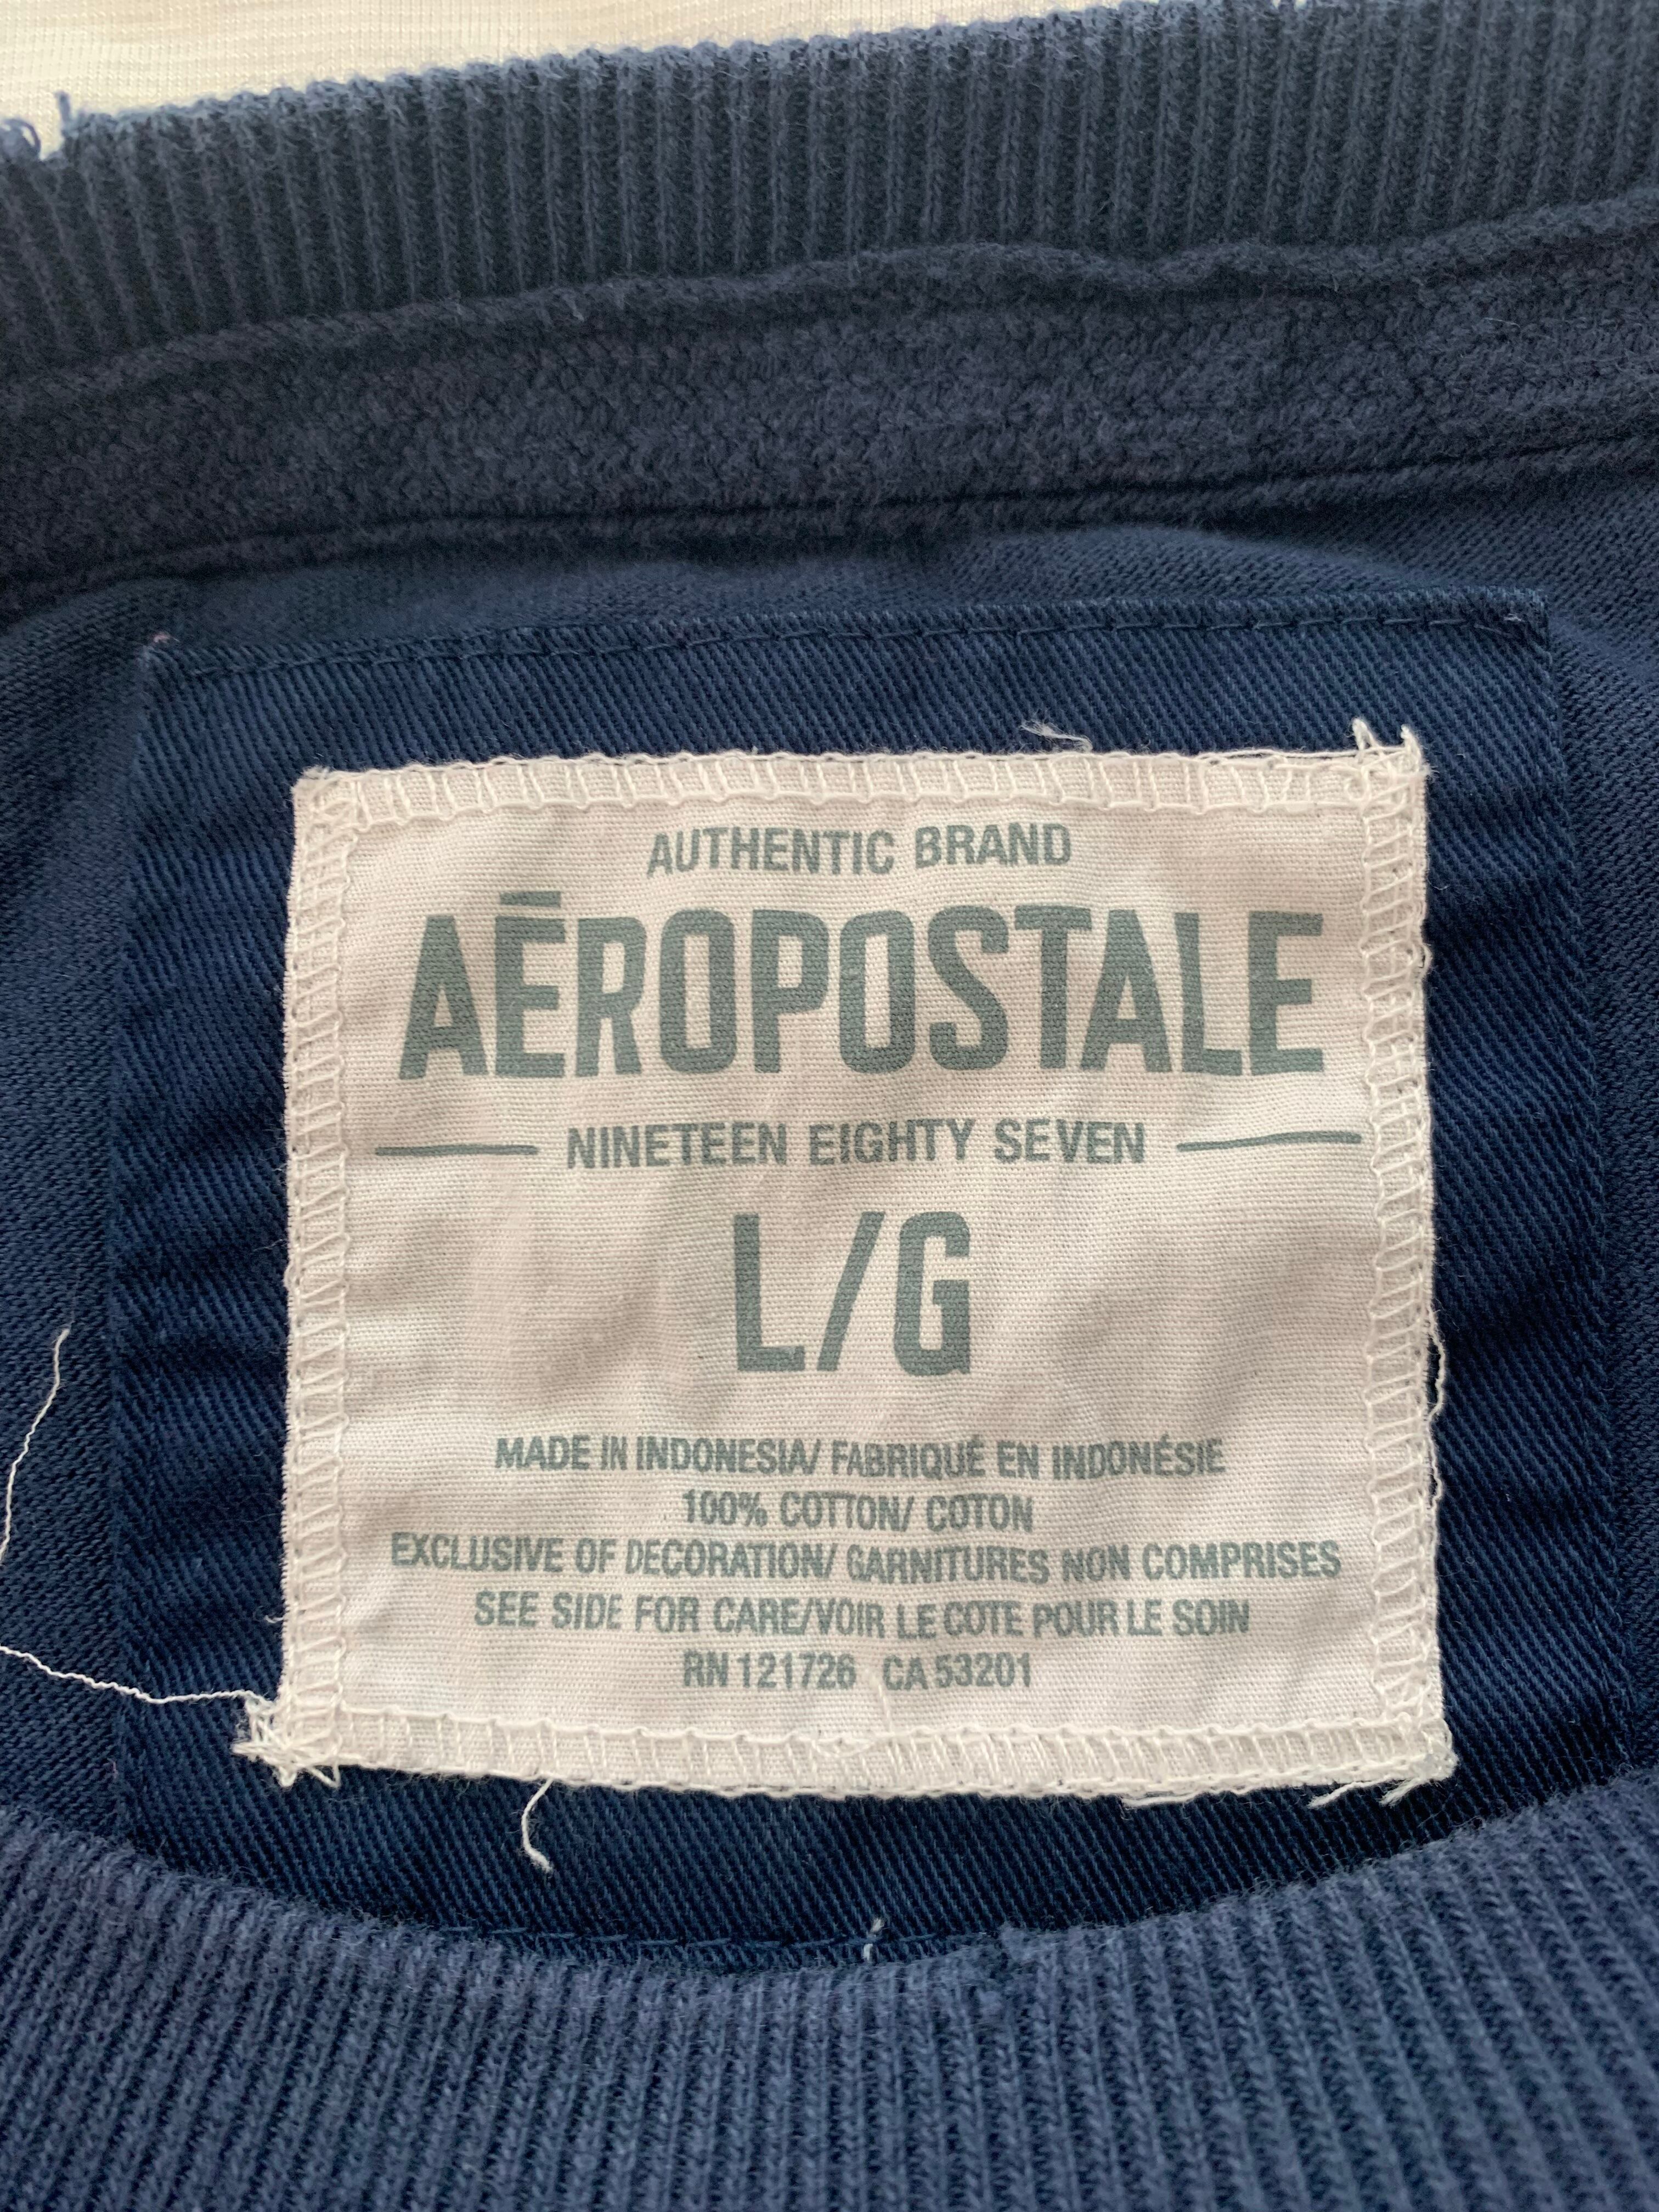 AUTHENTIC BRAND
AÉROPOSTALE
NINETEEN EIGHTY SEVEN
L/G
MADE IN INDONESIA/ FABRIQUÉ EN INDONÉSIE
100% COTTON/ COTON
EXCLUSIVE OF DECORATION/ GARNITURES NON COMPRISES
SEE SIDE FOR CARE/VOIR LE COTE POUR LE SOIN
RN 121726 CA 53201